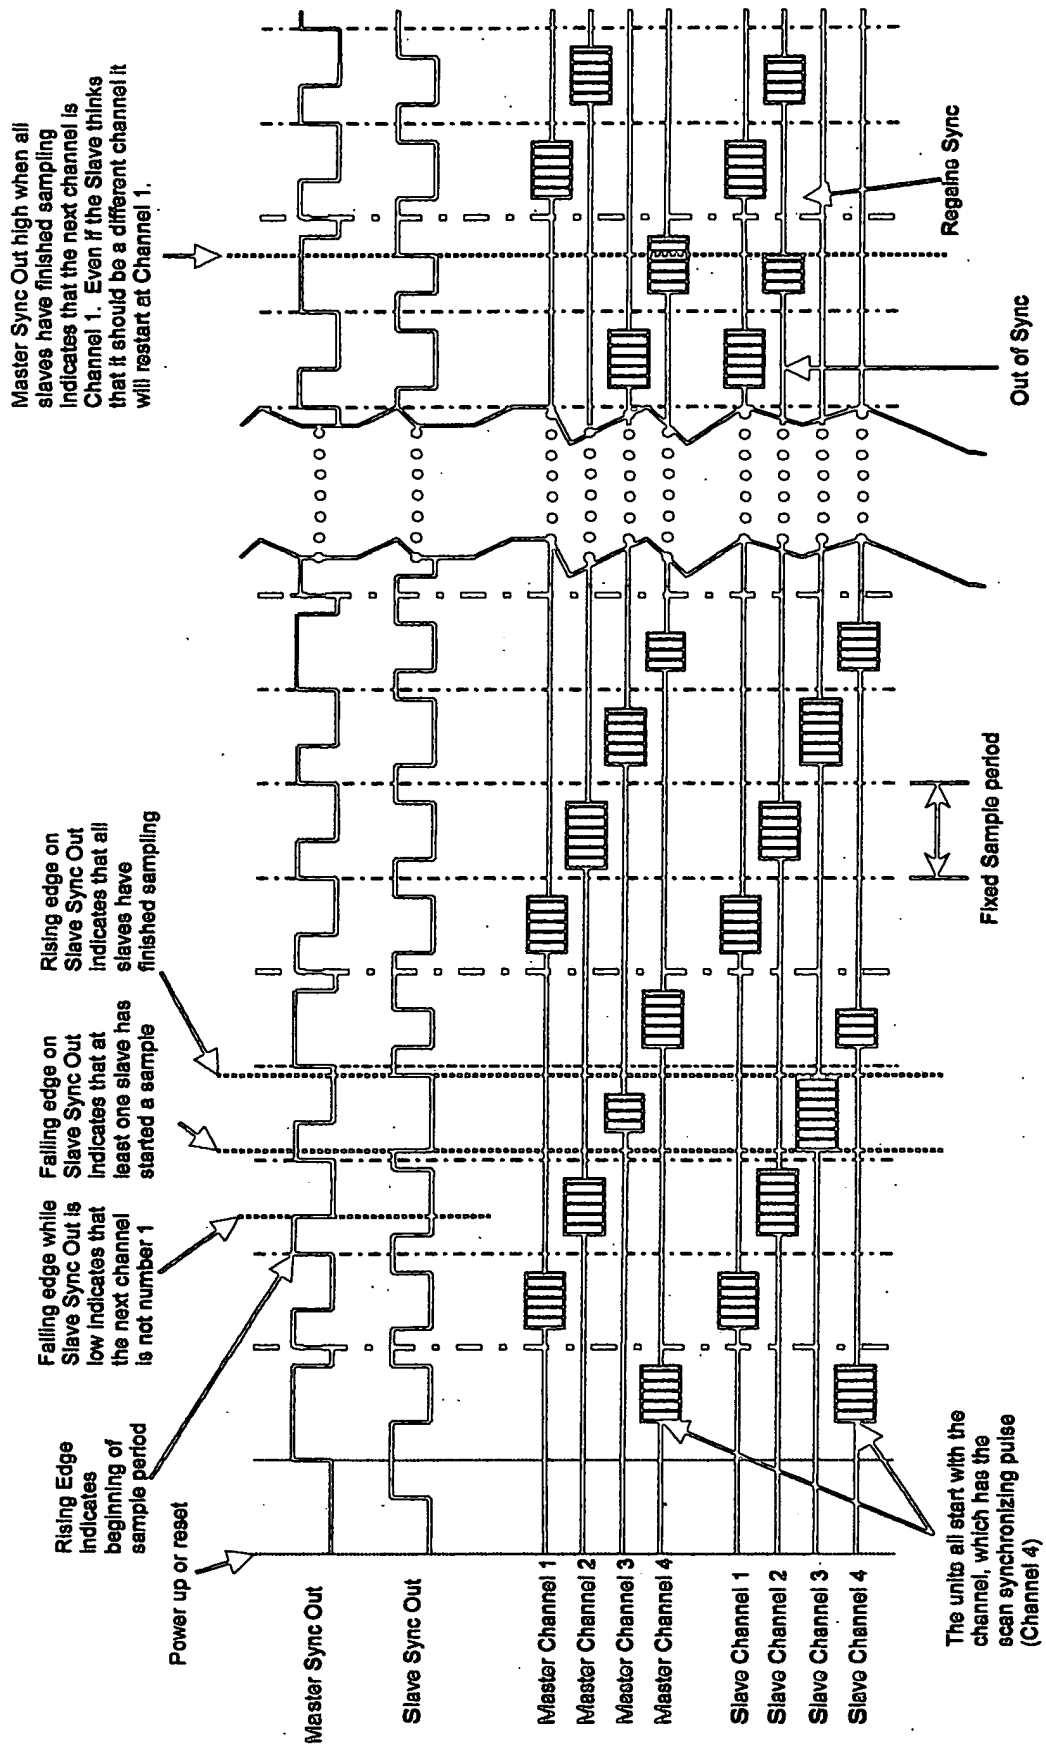 Power up or reset
Rising Edge
Indicates
beginning of
sample period
Falling edge while
Slave Sync Out is
low indicates that
the next channel
is not number 1
Falling edge on
Slave Sync Out
Indicates that at
least one slave has
started a sample
Rising edge on
Slave Sync Out
Indicates that all
slaves have
finished sampling
Master Sync Out high when all
slaves have finished sampling
Indicates that the next channel is
Channel 1. Even if the Slave thinks
that it should be a different channel it
will restart at Channel 1.
Master Sync Out
Slave Sync Out
Master Channel 1
Master Channel 2
Master Channel 3
Master Channel 4
Slave Channel 1
Slave Channel 2
Slave Channel 3
Slave Channel 4
The units all start with the
channel, which has the
scan synchronizing pulse
(Channel 4)
Fixed Sample period
Out of Sync
Regains Sync